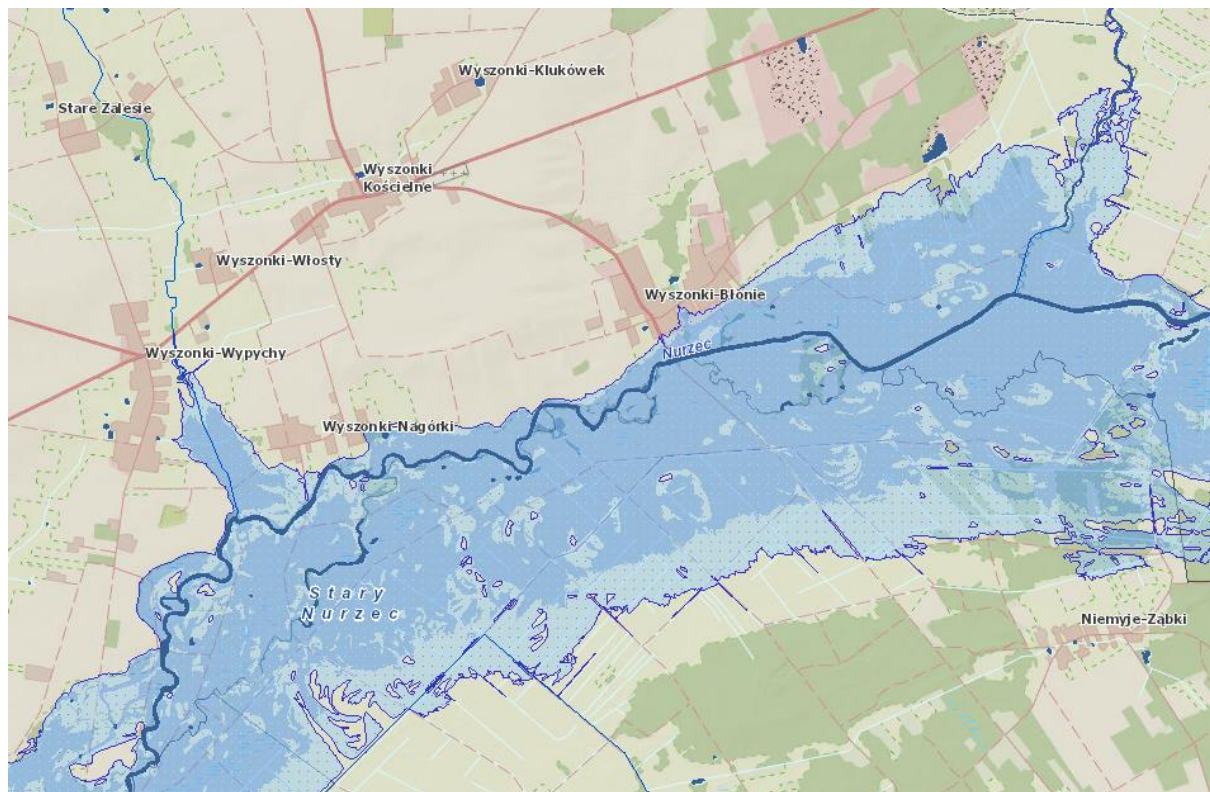 Wyszonki-Klukówek
Stare Zalesie
Wyszonki
Kościelne
Wyszonki-Włosty
Wyszonki-Błonie
Nurzec
Wyszonki-Wypychy
Wyszonki-Nagórki
Stary
Nurzec
Niemyje-Ząbki